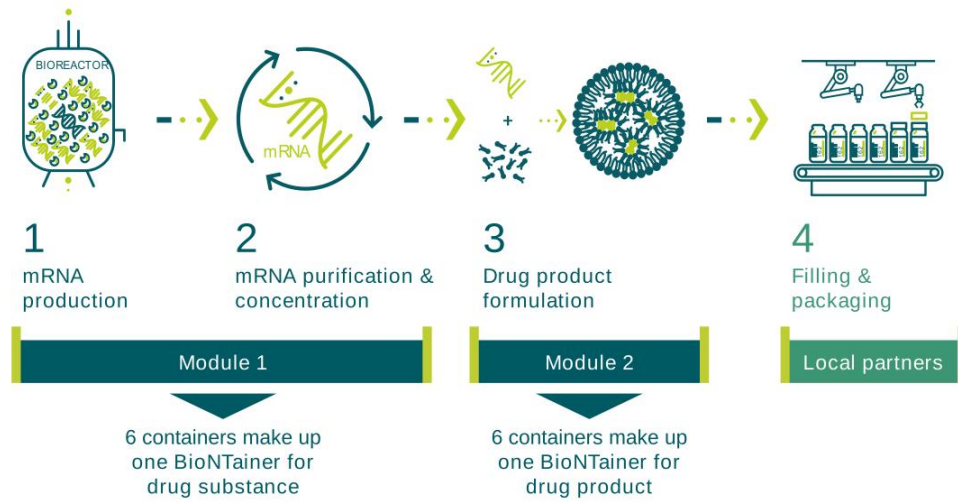 BIOREACTOR
mRNA
+
1
mRNA
production
2
mRNA purification &
concentration
3
Drug product
formulation
4
Filling &
packaging
Module 1
Module 2
Local partners
6 containers make up
one BioNTainer for
drug substance
6 containers make up
one BioNTainer for
drug product